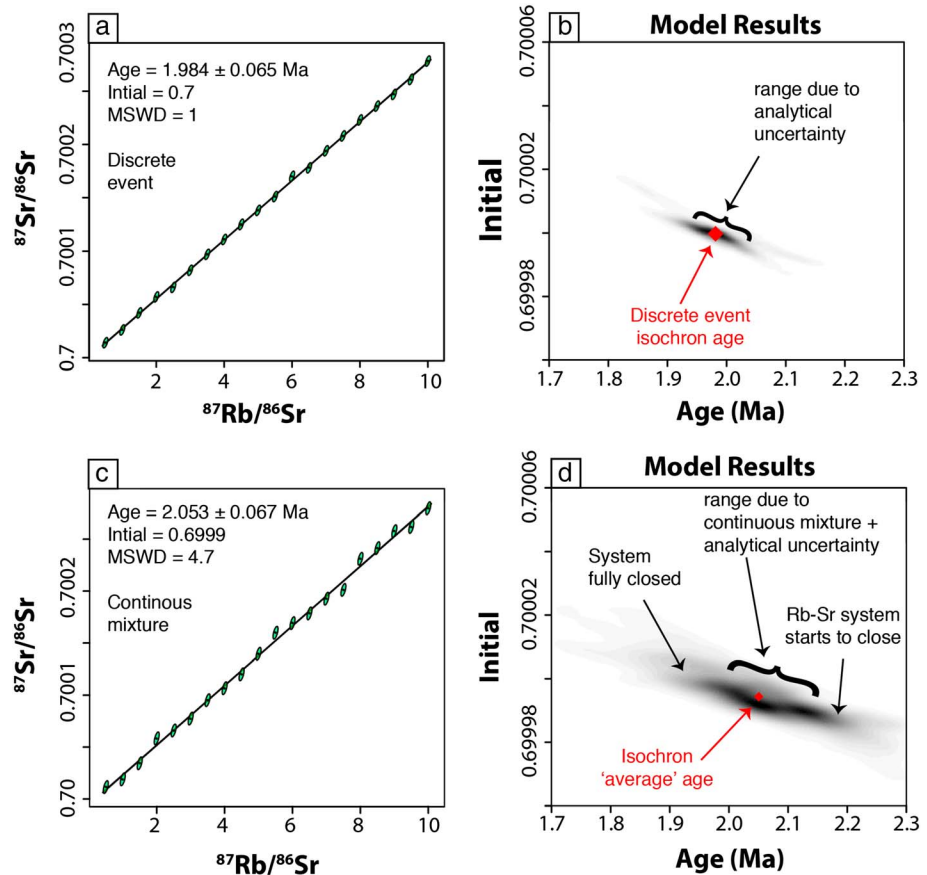 a
0.7003
0.7002
0.7001
0.7
87Sr/86Sr
Age = 1.984 ± 0.065 Ma
Intial = 0.7
MSWD = 1
Discrete
event
2 4 6 8 10
87Rb/86Sr
b
Model Results
0.70006
0.70002
0.69998
Initial
range due to
analytical
uncertainty
Discrete event
isochron age
1.7 1.8 1.9 2.0 2.1 2.2 2.3
Age (Ma)
c
0.7002
0.7001
0.70
87Sr/86Sr
Age = 2.053 ± 0.067 Ma
Intial = 0.6999
MSWD = 4.7
Continous
mixture
2 4 6 8 10
87Rb/86Sr
d
Model Results
0.70006
0.70002
0.69998
Initial
range due to
continuous mixture +
analytical uncertainty
System
fully closed
Rb-Sr system
starts to close
Isochron
‘average’ age
1.7 1.8 1.9 2.0 2.1 2.2 2.3
Age (Ma)